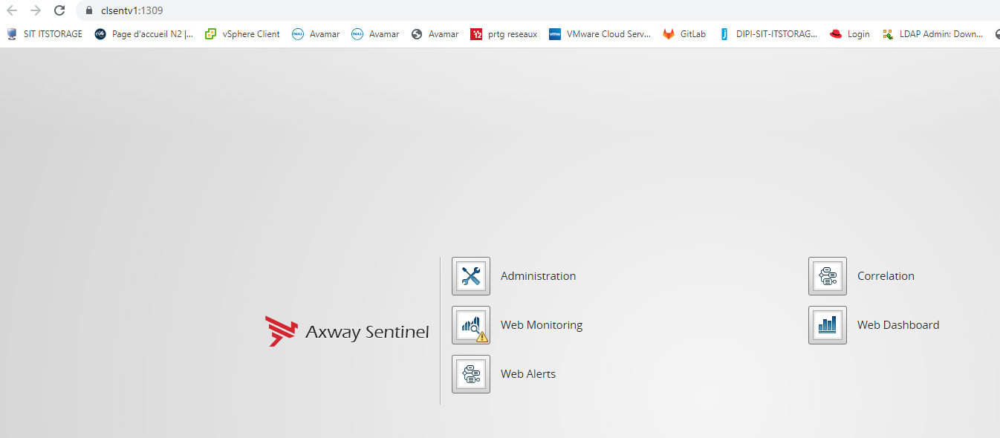 clsentv1:1309
SIT ITSTORAGE Page d'accueil N2 |... vSphere Client Avamar Avamar Avamar prtg reseaux VMware Cloud Serv... GitLab DIPI-SIT-ITSTORAG... Login LDAP Admin: Down...
Administration Correlation
Axway Sentinel Web Monitoring Web Dashboard
Web Alerts